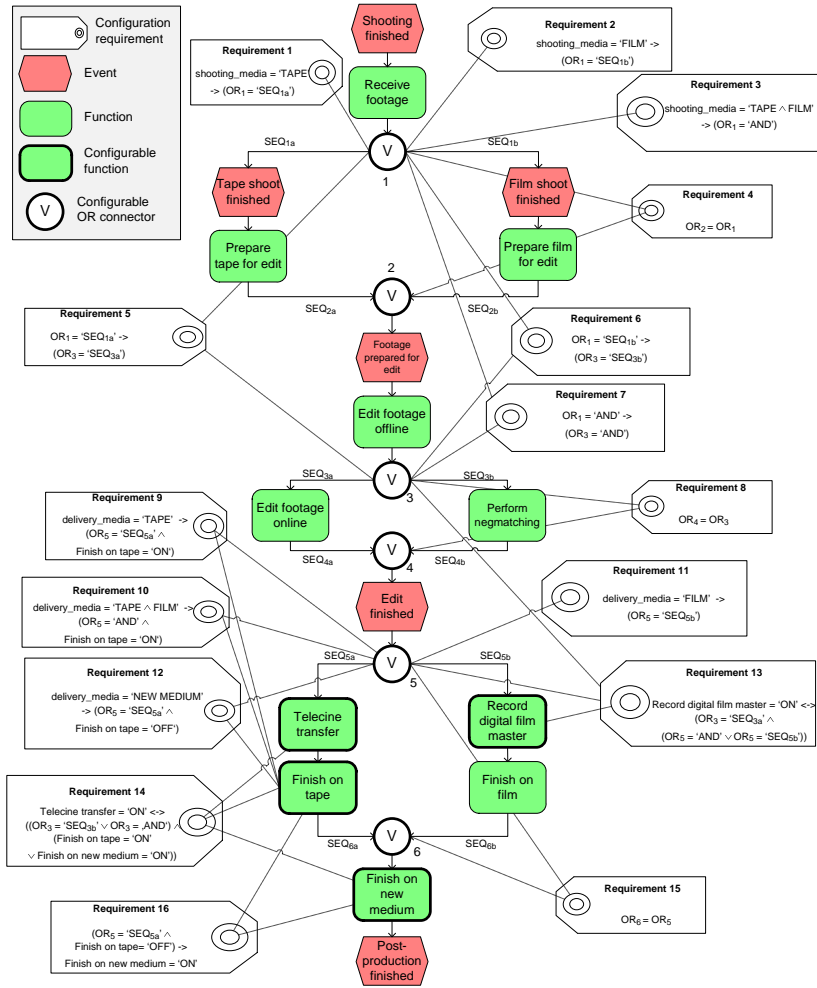 Configuration
requirement
Event
Function
Configurable
function
V
Configurable
OR connector
Shooting
finished
Receive
footage
Requirement 1
shooting_media = 'TAPE'
-> (OR1 = 'SEQ1a')
Requirement 2
shooting_media = 'FILM' ->
(OR1 = 'SEQ1b')
Requirement 3
shooting_media = 'TAPE ∧ FILM'
-> (OR1 = 'AND')
SEQ1a
V
SEQ1b
1
Tape shoot
finished
Film shoot
finished
Requirement 4
OR2 = OR1
Prepare
tape for edit
Prepare film
for edit
2
V
SEQ2a
SEQ2b
Requirement 5
OR1 = 'SEQ1a' ->
(OR3 = 'SEQ3a')
Requirement 6
OR1 = 'SEQ1b' ->
(OR3 = 'SEQ3b')
Footage
prepared for
edit
Requirement 7
OR1 = 'AND' ->
(OR3 = 'AND')
Edit footage
offline
SEQ3a
V
SEQ3b
3
Requirement 8
OR4 = OR3
Edit footage
online
Perform
negmatching
Requirement 9
delivery_media = 'TAPE' ->
(OR5 = 'SEQ5a' ∧
Finish on tape = 'ON')
V
SEQ4a
SEQ4b
4
Requirement 10
delivery_media = 'TAPE ∧ FILM' ->
(OR5 = 'AND' ∧
Finish on tape = 'ON')
Edit
finished
Requirement 11
delivery_media = 'FILM' ->
(OR5 = 'SEQ5b')
SEQ5a
V
SEQ5b
5
Requirement 12
delivery_media = 'NEW MEDIUM'
-> (OR5 = 'SEQ5a' ∧
Finish on tape = 'OFF')
Requirement 13
Record digital film master = 'ON' <->
(OR3 = 'SEQ3a' ∧
(OR5 = 'AND' ∨ OR5 = 'SEQ5b'))
Telecine
transfer
Record
digital film
master
Finish on
tape
Finish on
film
Requirement 14
Telecine transfer = 'ON' <->
((OR3 = 'SEQ3b' ∨ OR3 = ‚AND') ∧
(Finish on tape = 'ON'
∨ Finish on new medium = 'ON'))
V
SEQ6a
SEQ6b
6
Finish on
new
medium
Requirement 15
OR6 = OR5
Requirement 16
(OR5 = 'SEQ5a' ∧
Finish on tape= 'OFF') ->
Finish on new medium = 'ON'
Post-
production
finished